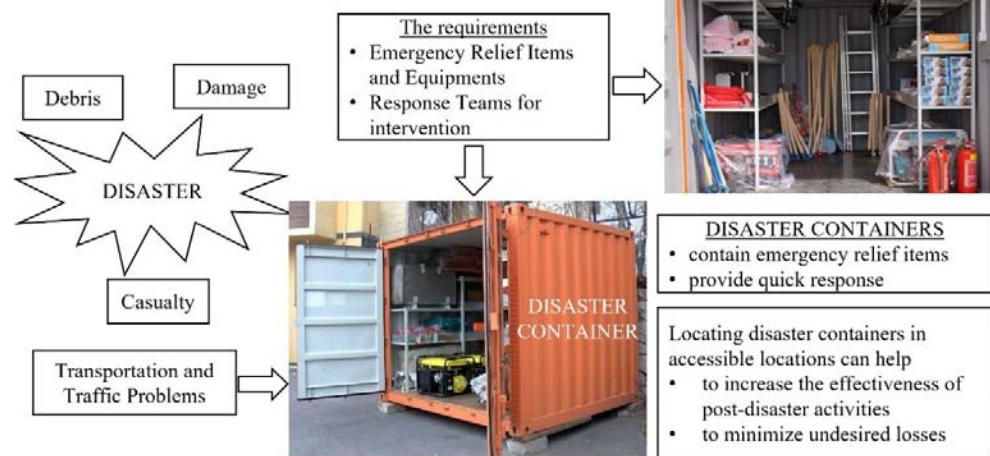 Debris
Damage
DISASTER
Casualty
Transportation and
Traffic Problems
The requirements
• Emergency Relief Items
and Equipments
• Response Teams for
intervention
DISASTER
CONTAINER
DISASTER CONTAINERS
• contain emergency relief items
• provide quick response
Locating disaster containers in
accessible locations can help
• to increase the effectiveness of
post-disaster activities
• to minimize undesired losses